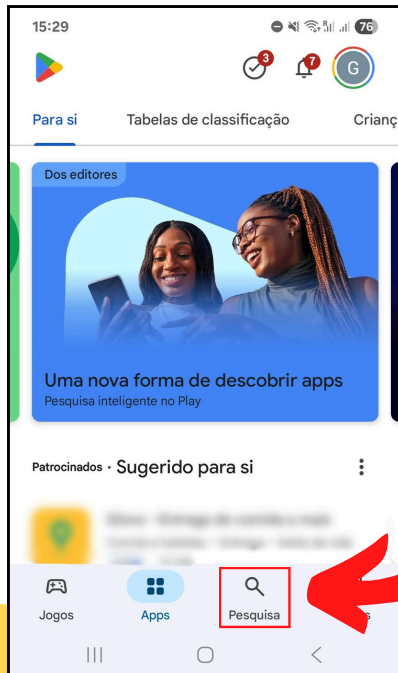 15:29
76
3
7
G
Para si
Tabelas de classificação
Crianç
Dos editores
Uma nova forma de descobrir apps
Pesquisa inteligente no Play
Patrocinados · Sugerido para si
Jogos
Apps
Pesquisa
s